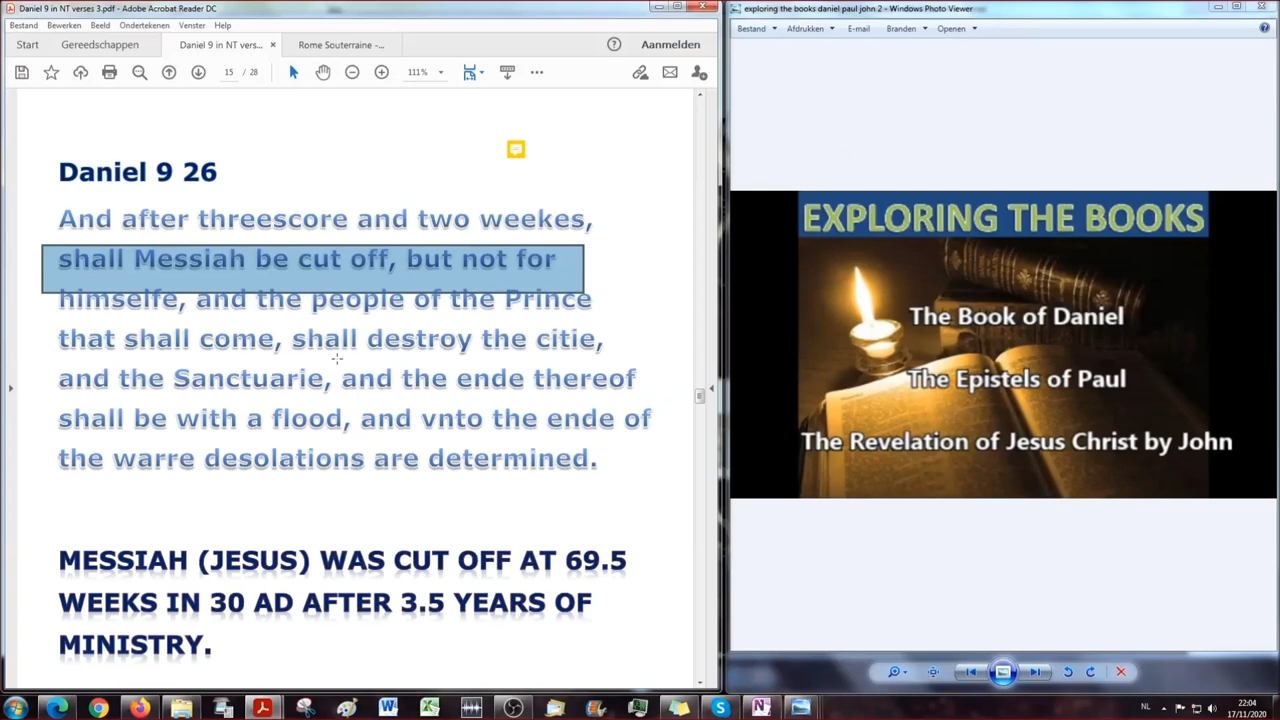 Daniel 9 in NT verses 3.pdf - Adobe Acrobat Reader DC
Bestand Bewerken Beeld Ondertekenen Venster Help
Start Gereedschappen Daniel 9 in NT vers... × Rome Souterraine -... Aanmelden
15 / 28 111%
Daniel 9 26
And after threescore and two weekes,
shall Messiah be cut off, but not for
himselfe, and the people of the Prince
that shall come, shall destroy the citie,
and the Sanctuarie, and the ende thereof
shall be with a flood, and vnto the ende of
the warre desolations are determined.
MESSIAH (JESUS) WAS CUT OFF AT 69.5
WEEKS IN 30 AD AFTER 3.5 YEARS OF
MINISTRY.
exploring the books daniel paul john 2 - Windows Photo Viewer
Bestand Afdrukken E-mail Branden Openen
EXPLORING THE BOOKS
The Book of Daniel
The Epistels of Paul
The Revelation of Jesus Christ by John
NL
22:04
17/11/2020